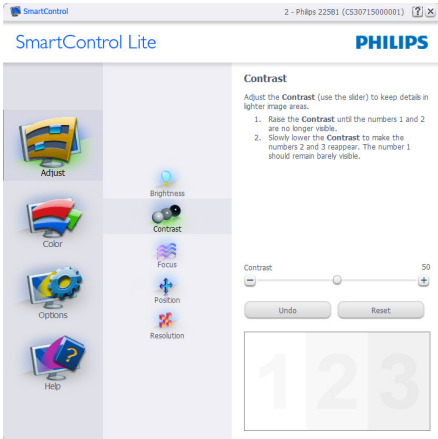 SmartControl
2 - Philips 225B1 (CS30715000001)
SmartControl Lite
PHILIPS
Adjust
Color
Options
Help
Brightness
Contrast
Focus
Position
Resolution
Contrast
Adjust the Contrast (use the slider) to keep details in
lighter image areas.
1. Raise the Contrast until the numbers 1 and 2
are no longer visible.
2. Slowly lower the Contrast to make the
numbers 2 and 3 reappear. The number 1
should remain barely visible.
Contrast 50
Undo Reset
1 2 3